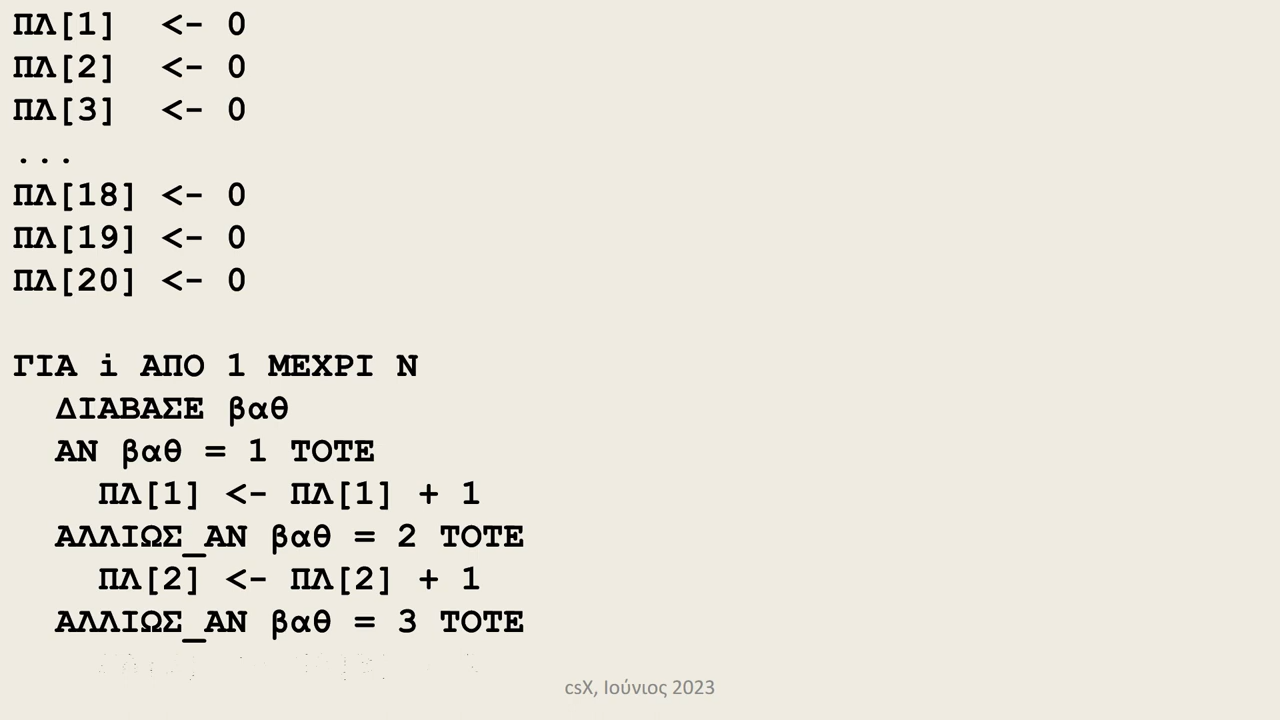 ΠΛ[1]  <- 0
ΠΛ[2]  <- 0
ΠΛ[3]  <- 0
...
ΠΛ[18] <- 0
ΠΛ[19] <- 0
ΠΛ[20] <- 0
ΓΙΑ i ΑΠΟ 1 ΜΕΧΡΙ Ν
ΔΙΑΒΑΣΕ βαθ
ΑΝ βαθ = 1 ΤΟΤΕ
ΠΛ[1] <- ΠΛ[1] + 1
ΑΛΛΙΩΣ_ΑΝ βαθ = 2 ΤΟΤΕ
ΠΛ[2] <- ΠΛ[2] + 1
ΑΛΛΙΩΣ_ΑΝ βαθ = 3 ΤΟΤΕ
csX, Ιούνιος 2023